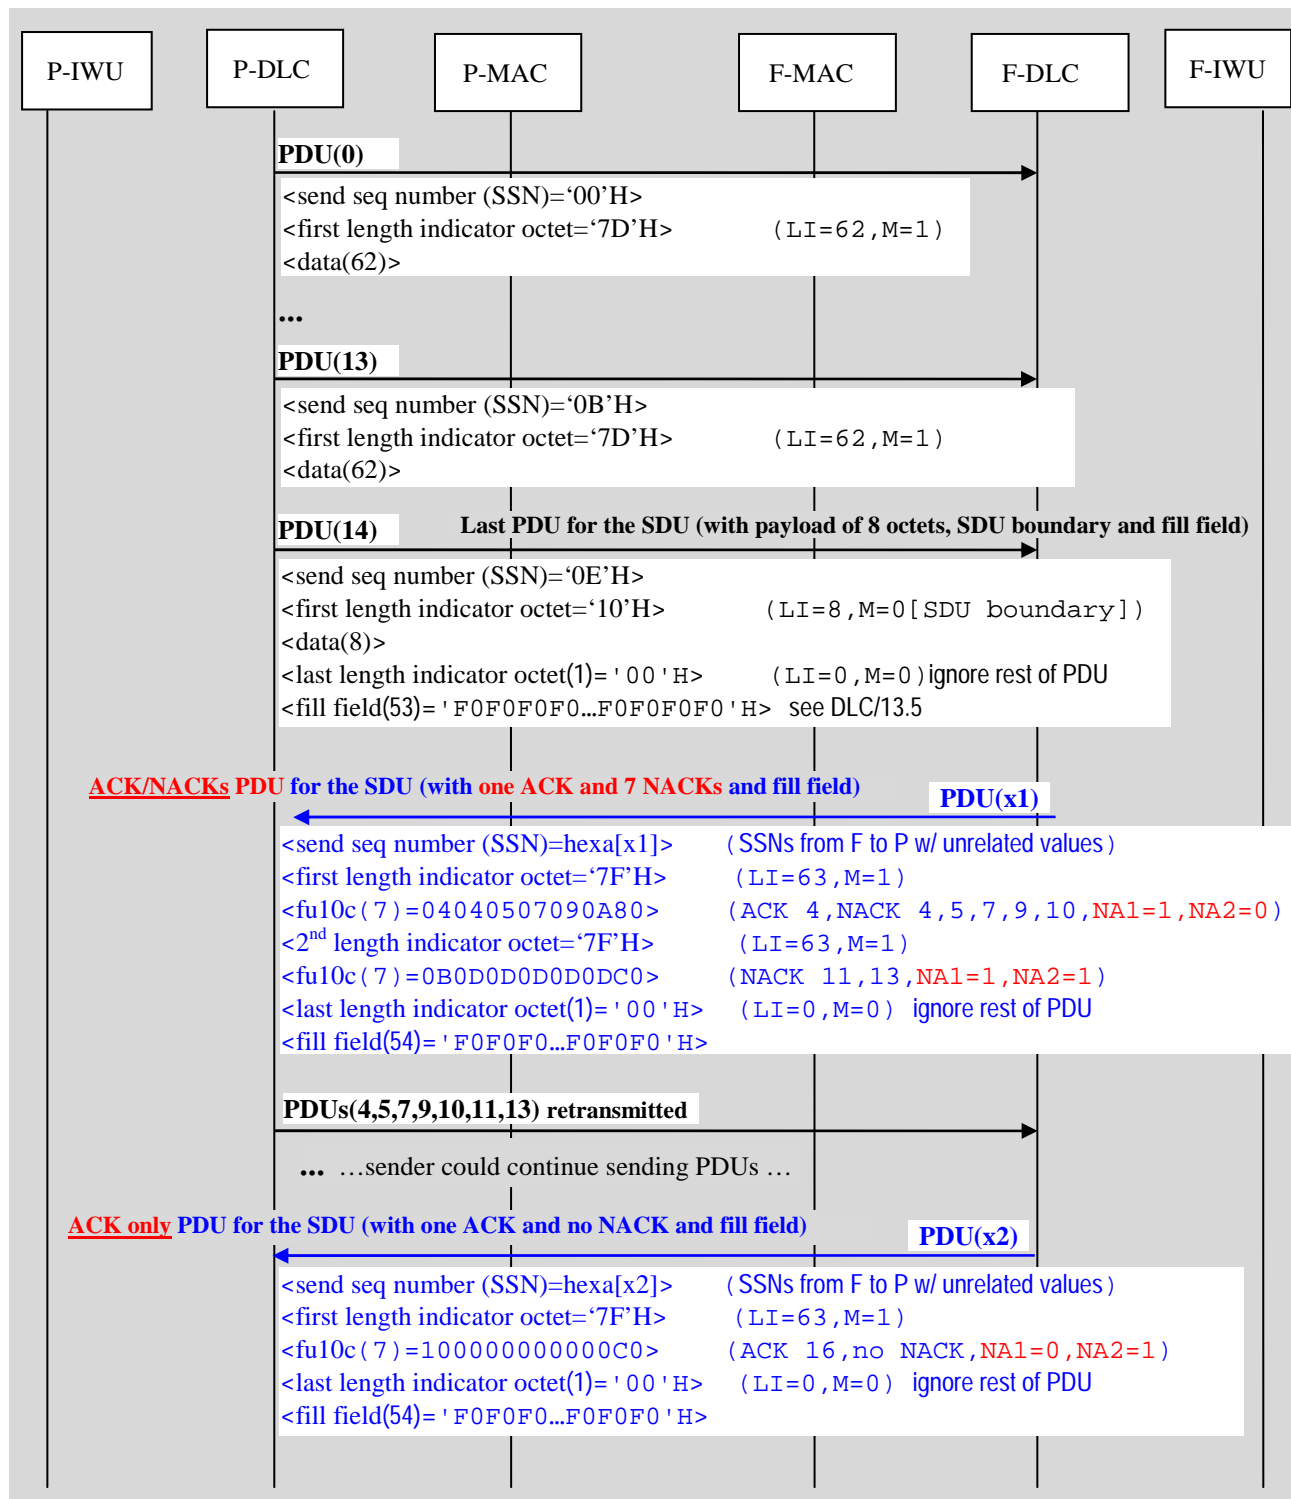 P-IWU P-DLC P-MAC F-MAC F-DLC F-IWU
PDU(0)
<send seq number (SSN)=‘00’H>
<first length indicator octet=‘7D’H> (LI=62,M=1)
<data(62)>
...
PDU(13)
<send seq number (SSN)=‘0B’H>
<first length indicator octet=‘7D’H> (LI=62,M=1)
<data(62)>
PDU(14) Last PDU for the SDU (with payload of 8 octets, SDU boundary and fill field)
<send seq number (SSN)=‘0E’H>
<first length indicator octet=‘10’H> (LI=8,M=0[SDU boundary])
<data(8)>
<last length indicator octet(1)='00'H> (LI=0,M=0)ignore rest of PDU
<fill field(53)='F0F0F0F0…F0F0F0F0'H> see DLC/13.5
ACK/NACKs PDU for the SDU (with one ACK and 7 NACKs and fill field) PDU(x1)
<send seq number (SSN)=hexa[x1]> (SSNs from F to P w/ unrelated values)
<first length indicator octet=‘7F’H> (LI=63,M=1)
<fu10c(7)=04040507090A80> (ACK 4,NACK 4,5,7,9,10,NA1=1,NA2=0)
<2nd length indicator octet=‘7F’H> (LI=63,M=1)
<fu10c(7)=0B0D0D0D0D0DC0> (NACK 11,13,NA1=1,NA2=1)
<last length indicator octet(1)='00'H> (LI=0,M=0) ignore rest of PDU
<fill field(54)='F0F0F0…F0F0F0'H>
PDUs(4,5,7,9,10,11,13) retransmitted
... …sender could continue sending PDUs …
ACK only PDU for the SDU (with one ACK and no NACK and fill field) PDU(x2)
<send seq number (SSN)=hexa[x2]> (SSNs from F to P w/ unrelated values)
<first length indicator octet=‘7F’H> (LI=63,M=1)
<fu10c(7)=100000000000C0> (ACK 16,no NACK,NA1=0,NA2=1)
<last length indicator octet(1)='00'H> (LI=0,M=0) ignore rest of PDU
<fill field(54)='F0F0F0…F0F0F0'H>